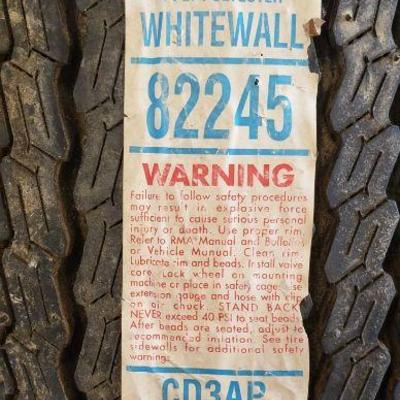 WHITEWALL
82245
WARNING
Failure to follow safety procedures
may result in explosive force
sufficient to cause serious personal
injury or death. Use proper rim.
Refer to RMA Manual and Bulletins
or Vehicle Manual. Clean rim.
Lubricate rim and beads. Install valve
core. Lock wheel on mounting
machine or place in safety cage. Use
extension gauge and hose with clip
on air chuck. STAND BACK
NEVER exceed 40 PSI to seat beads.
After beads are seated, adjust to
recommended inflation. See tire
sidewalls for additional safety
warning.
CD3AP